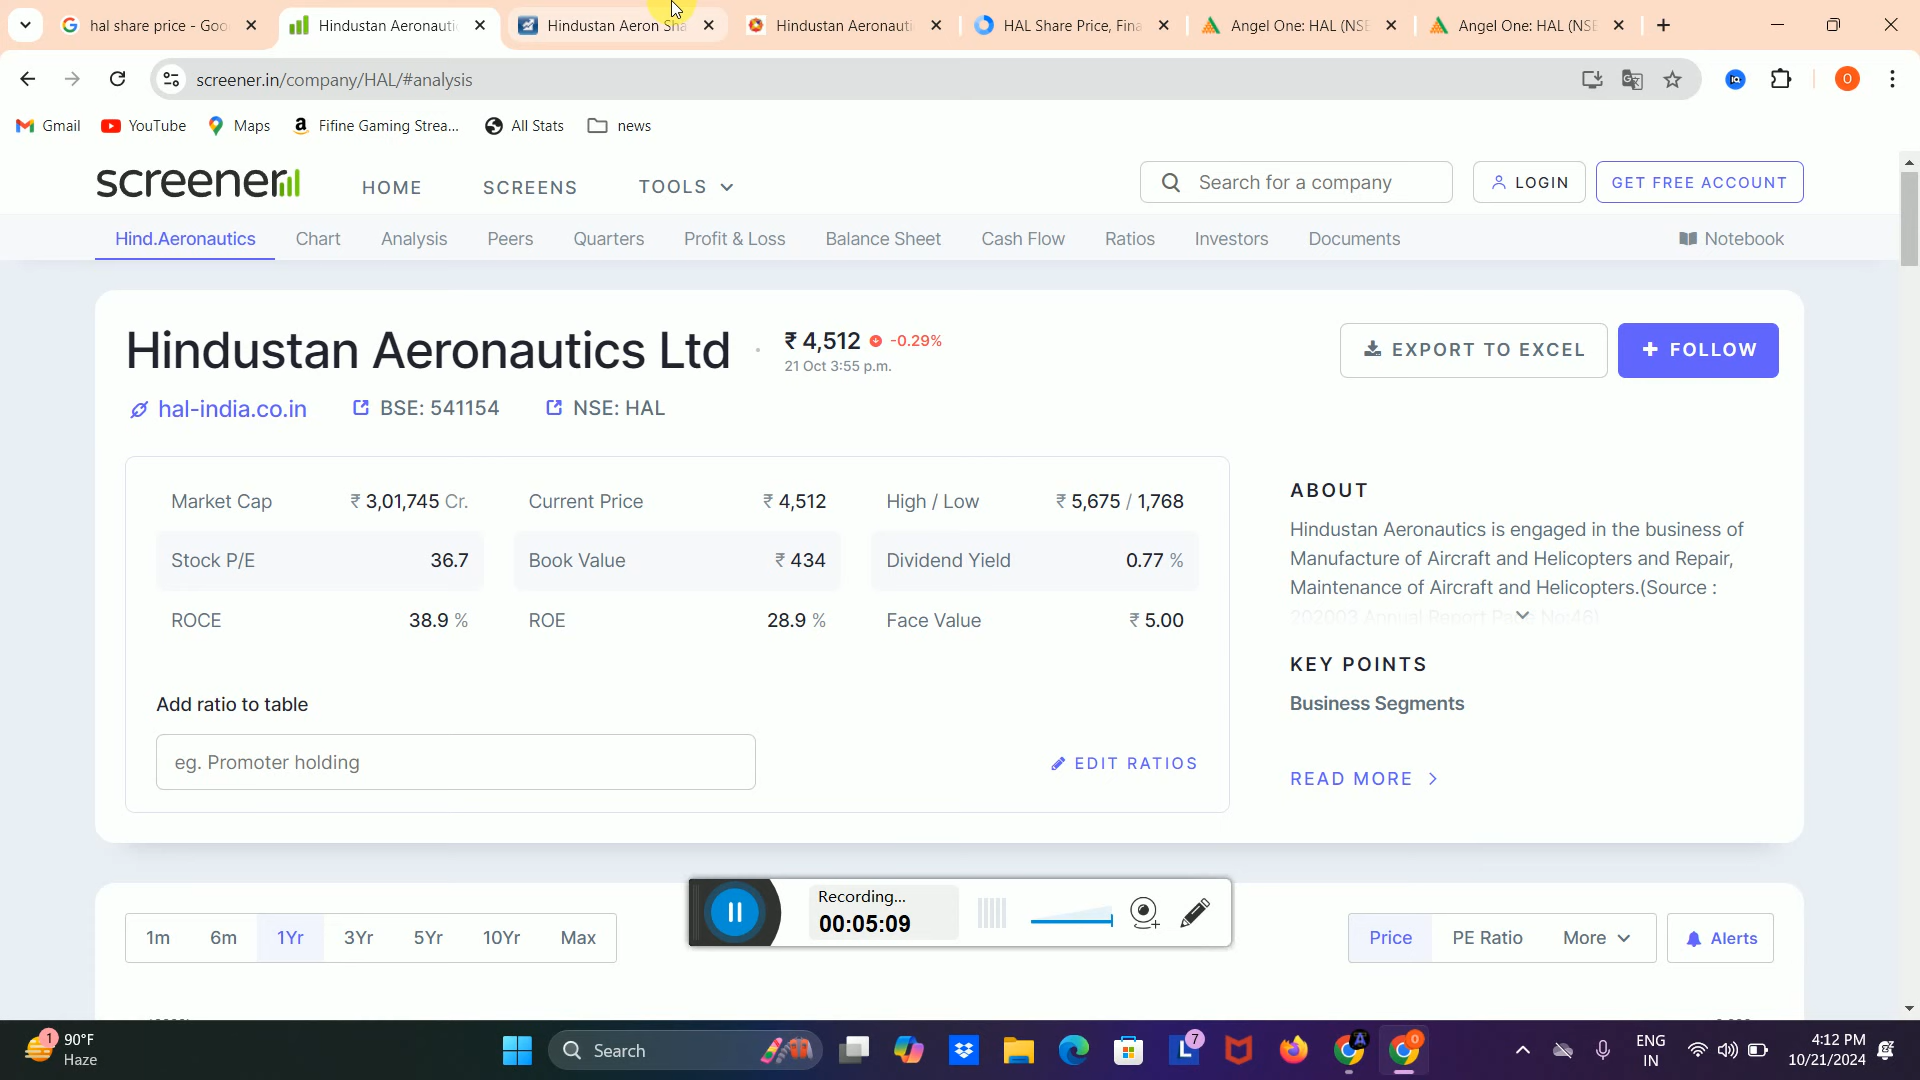 hal share price - Goo
Hindustan Aeronauti
Hindustan Aeron Sha
Hindustan Aeronauti
HAL Share Price, Fina
Angel One: HAL (NSE
Angel One: HAL (NSE
screener.in/company/HAL/#analysis
O
Gmail
YouTube
Maps
Fifine Gaming Strea...
All Stats
news
screener
HOME
SCREENS
TOOLS
Search for a company
LOGIN
GET FREE ACCOUNT
Hind.Aeronautics
Chart
Analysis
Peers
Quarters
Profit & Loss
Balance Sheet
Cash Flow
Ratios
Investors
Documents
Notebook
Hindustan Aeronautics Ltd
₹ 4,512 -0.29%
21 Oct 3:55 p.m.
EXPORT TO EXCEL
+ FOLLOW
hal-india.co.in
BSE: 541154
NSE: HAL
Market Cap ₹ 3,01,745 Cr.
Current Price ₹ 4,512
High / Low ₹ 5,675 / 1,768
Stock P/E 36.7
Book Value ₹ 434
Dividend Yield 0.77 %
ROCE 38.9 %
ROE 28.9 %
Face Value ₹ 5.00
Add ratio to table
eg. Promoter holding
EDIT RATIOS
ABOUT
Hindustan Aeronautics is engaged in the business of
Manufacture of Aircraft and Helicopters and Repair,
Maintenance of Aircraft and Helicopters.(Source :
202003 Annual Report Page No:46)
KEY POINTS
Business Segments
READ MORE
1m
6m
1Yr
3Yr
5Yr
10Yr
Max
Recording...
00:05:09
Price
PE Ratio
More
Alerts
1
90°F
Haze
Search
7
ENG
IN
4:12 PM
10/21/2024